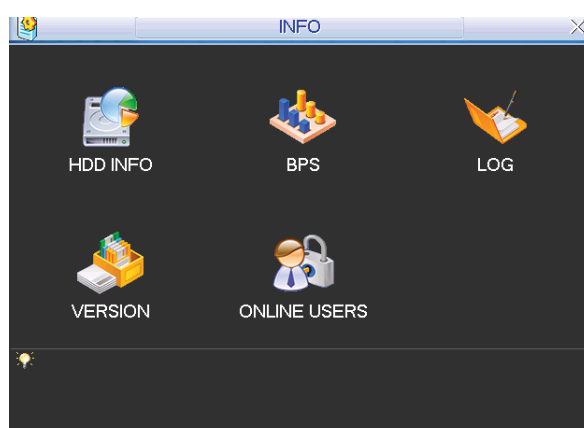 INFO
HDD INFO
BPS
LOG
VERSION
ONLINE USERS